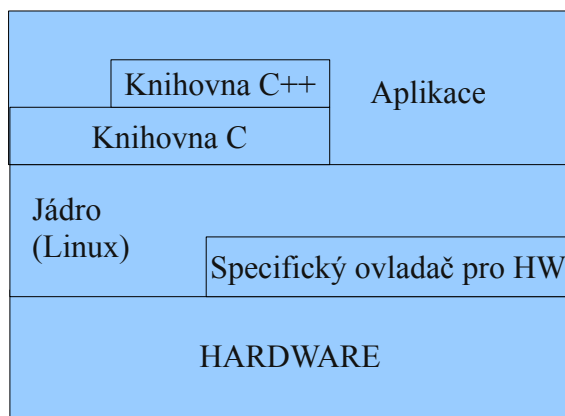 Knihovna C++
Aplikace
Knihovna C
Jádro
(Linux)
Specifický ovladač pro HW
HARDWARE